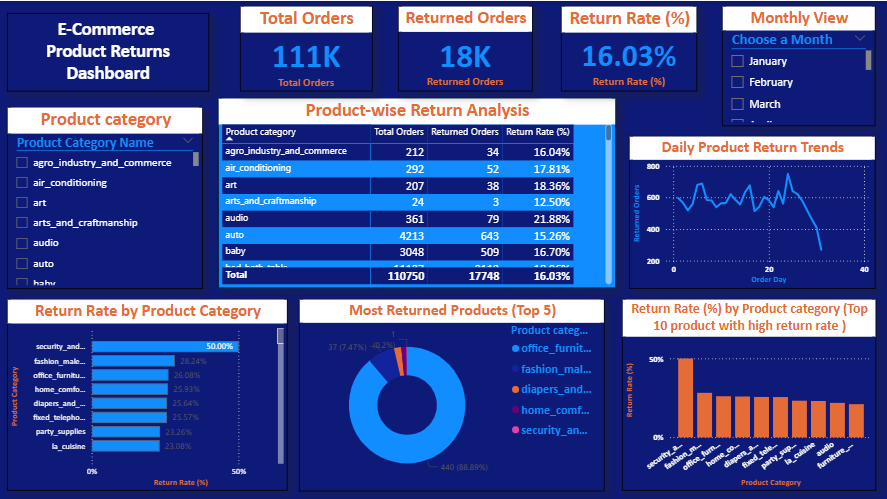 E-Commerce
Product Returns
Dashboard
Total Orders
111K
Total Orders
Returned Orders
18K
Returned Orders
Return Rate (%)
16.03%
Return Rate (%)
Monthly View
Choose a Month
January
February
March
Product category
Product Category Name
agro_industry_and_commerce
air_conditioning
art
arts_and_craftmanship
audio
auto
baby
Product-wise Return Analysis
Product category Total Orders Returned Orders Return Rate (%)
agro_industry_and_commerce 212 34 16.04%
air_conditioning 292 52 17.81%
art 207 38 18.36%
arts_and_craftmanship 24 3 12.50%
audio 361 79 21.88%
auto 4213 643 15.26%
baby 3048 509 16.70%
Total 110750 17748 16.03%
Daily Product Return Trends
Returned Orders
800
600
400
200
0 20 40
Order Day
Return Rate by Product Category
Product Category
security_and... 50.00%
fashion_male... 28.24%
office_furnitu... 26.08%
home_comfo... 25.93%
diapers_and_... 25.64%
fixed_telepho... 25.57%
party_supplies 23.26%
la_cuisine 23.08%
0% 50%
Return Rate (%)
Most Returned Products (Top 5)
37 (7.47%)
1
440 (88.89%)
Product categ...
office_furnit...
fashion_mal...
diapers_and...
home_comf...
security_an...
Return Rate (%) by Product category (Top
10 product with high return rate )
Return Rate (%)
50%
0%
security_a...
fashion_m...
office_furn...
home_co...
diapers_a...
fixed_tele...
party_sup...
la_cuisine
audio
furniture_...
Product Category